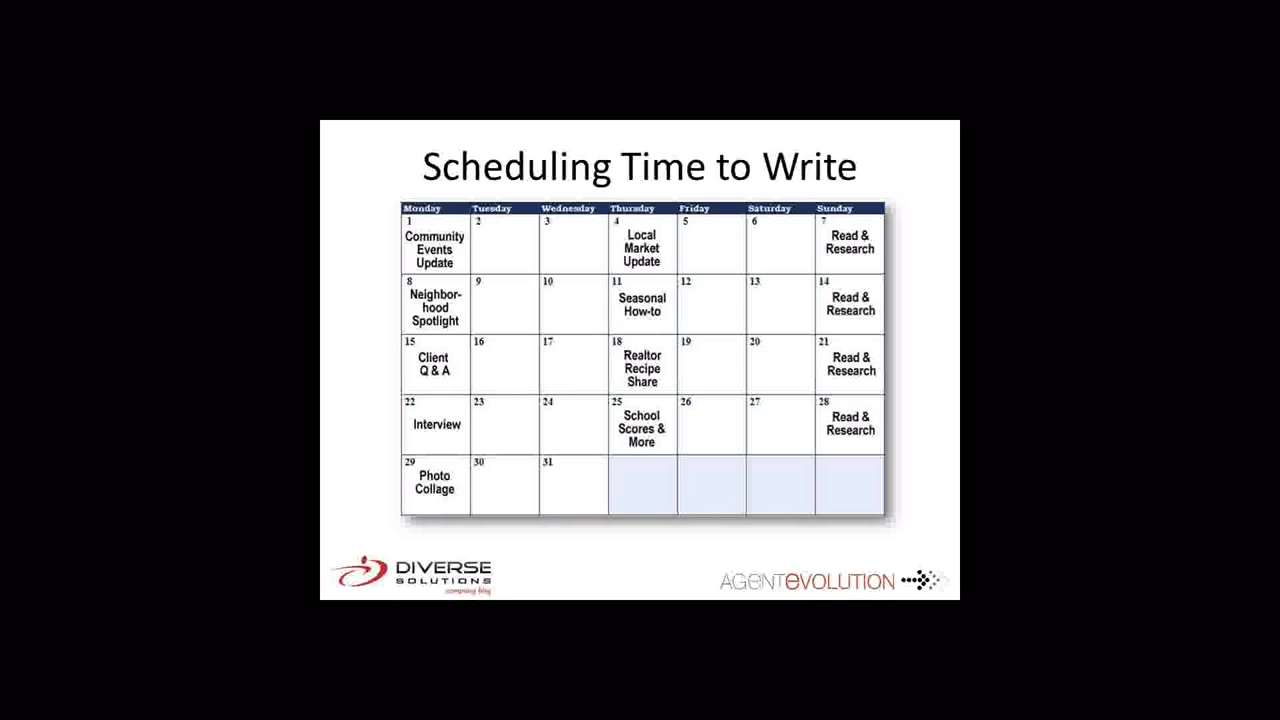 Scheduling Time to Write
Monday Tuesday Wednesday Thursday Friday Saturday Sunday
1 2 3 4 5 6 7
Community
Events
Update
Local
Market
Update
Read &
Research
8 9 10 11 12 13 14
Neighbor-
hood
Spotlight
Seasonal
How-to
Read &
Research
15 16 17 18 19 20 21
Client
Q & A
Realtor
Recipe
Share
Read &
Research
22 23 24 25 26 27 28
Interview
School
Scores &
More
Read &
Research
29 30 31
Photo
Collage
DIVERSE
SOLUTIONS
company blog
AGENTEVOLUTION